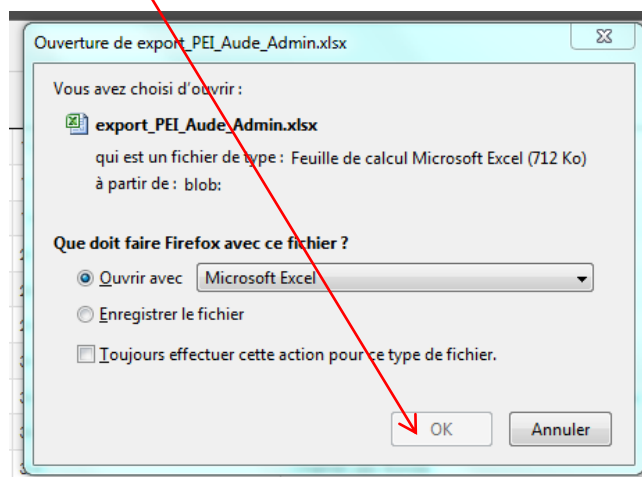 Ouverture de export_PEI_Aude_Admin.xlsx
Vous avez choisi d'ouvrir :
export_PEI_Aude_Admin.xlsx
qui est un fichier de type : Feuille de calcul Microsoft Excel (712 Ko)
à partir de : blob:
Que doit faire Firefox avec ce fichier ?
Ouvrir avec Microsoft Excel
Enregistrer le fichier
Toujours effectuer cette action pour ce type de fichier.
OK Annuler